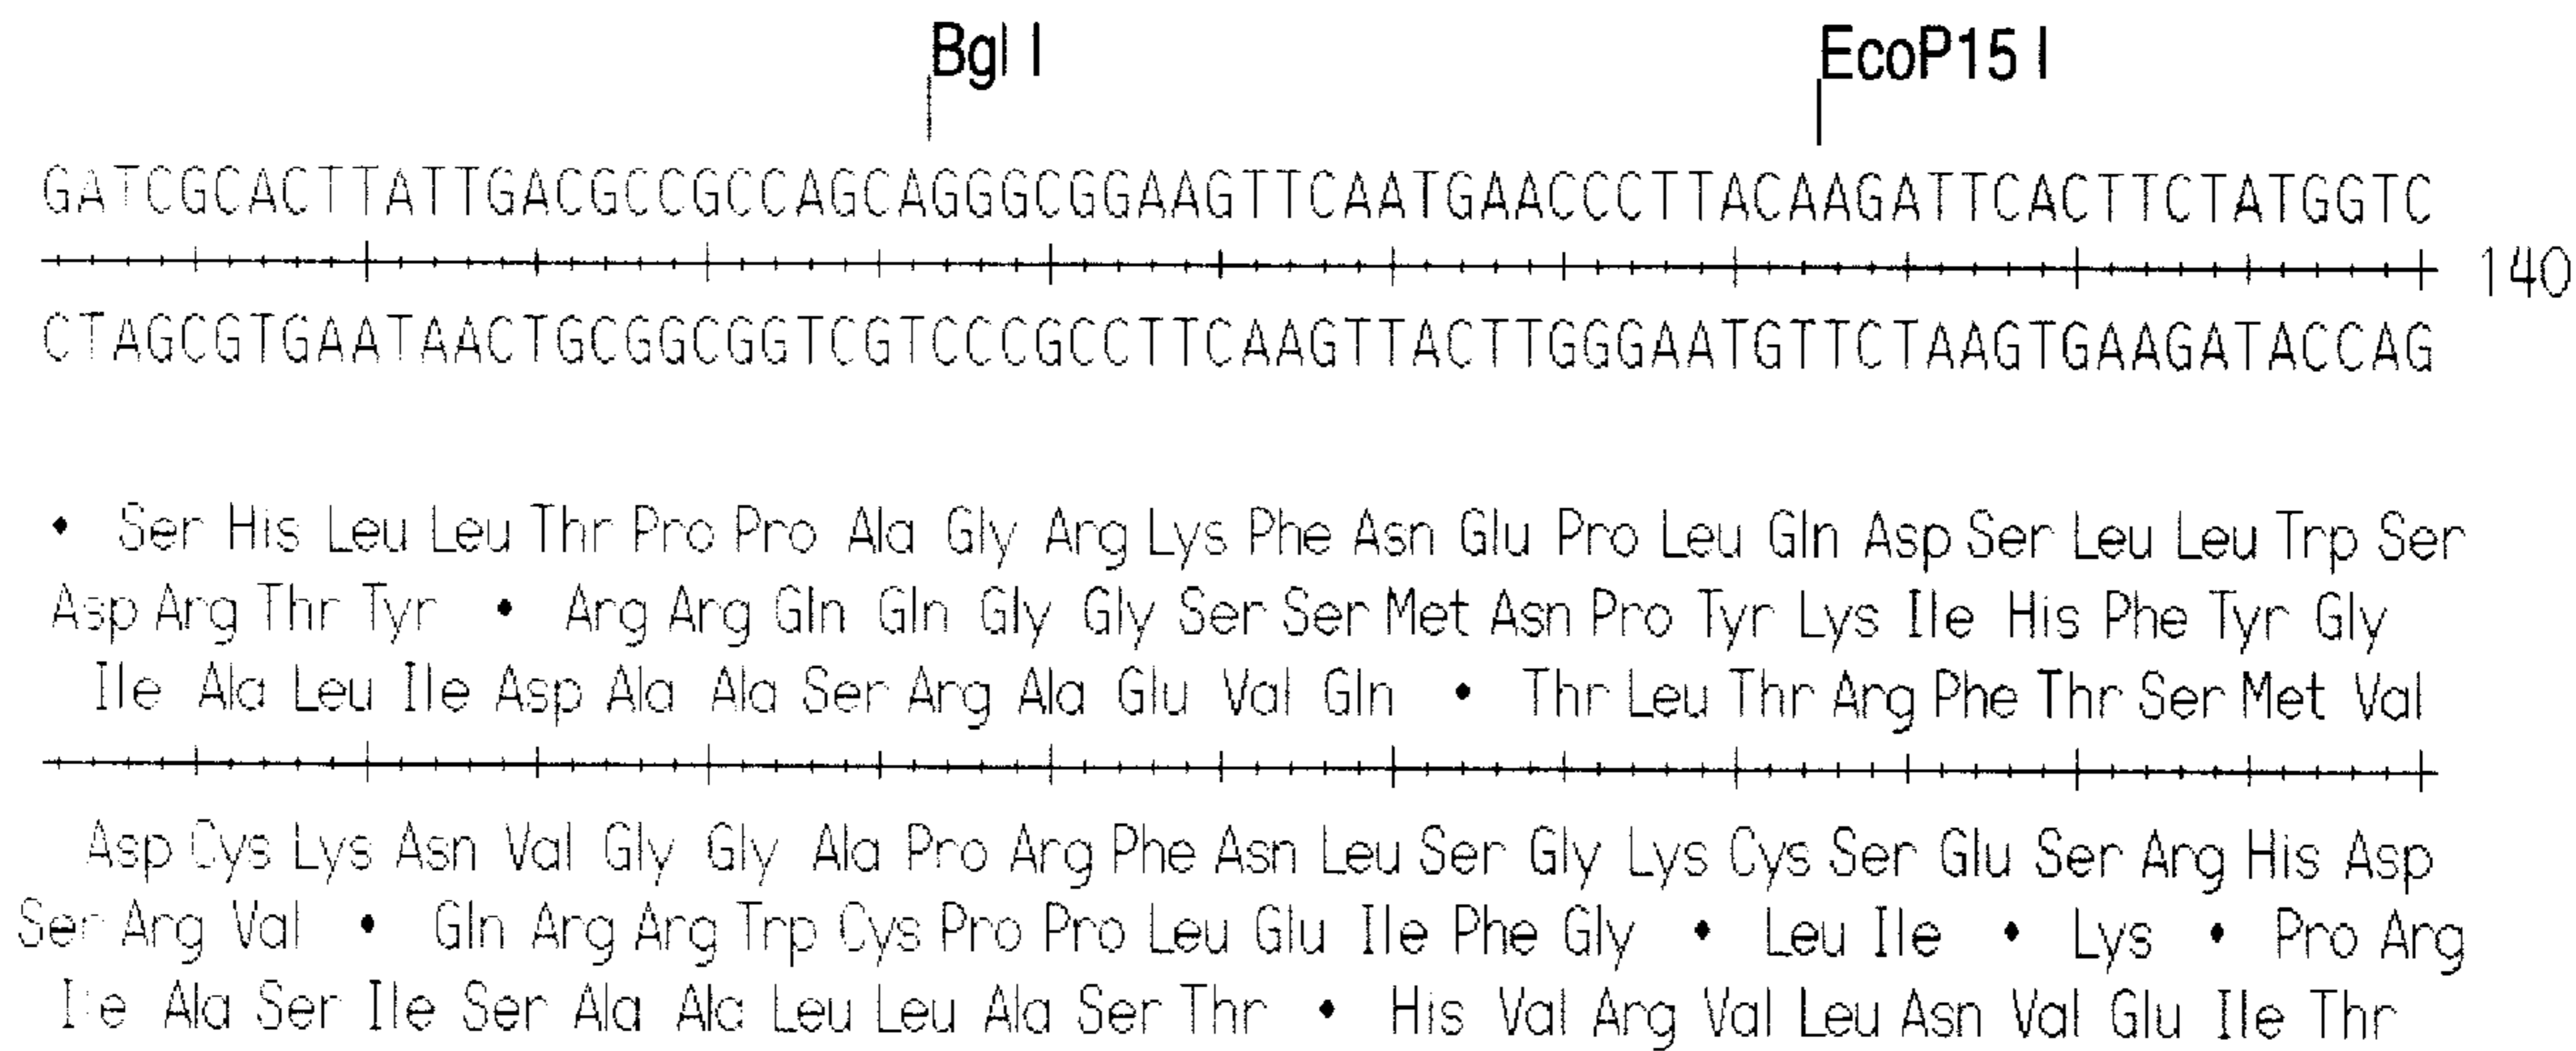 Bgl I EcoP15 I
GATCGCACTTATTGACGCCGCCAGCAGGGCGGAAGTTCAATGAACCCTTACAAGATTCACTTCTATGGTC
140
CTAGCGTGAATAACTGCGGCGGTCGTCCCGCCTTCAAGTTACTTGGGAATGTTCTAAGTGAAGATACCAG
• Ser His Leu Leu Thr Pro Pro Ala Gly Arg Lys Phe Asn Glu Pro Leu Gln Asp Ser Leu Leu Trp Ser
Asp Arg Thr Tyr • Arg Arg Gln Gln Gly Gly Ser Ser Met Asn Pro Tyr Lys Ile His Phe Tyr Gly
Ile Ala Leu Ile Asp Ala Ala Ser Arg Ala Glu Val Gln • Thr Leu Thr Arg Phe Thr Ser Met Val
Asp Cys Lys Asn Val Gly Gly Ala Pro Arg Phe Asn Leu Ser Gly Lys Cys Ser Glu Ser Arg His Asp
Ser Arg Val • Gln Arg Arg Trp Cys Pro Pro Leu Glu Ile Phe Gly • Leu Ile • Lys • Pro Arg
Ile Ala Ser Ile Ser Ala Ala Leu Leu Ala Ser Thr • His Val Arg Val Leu Asn Val Glu Ile Thr